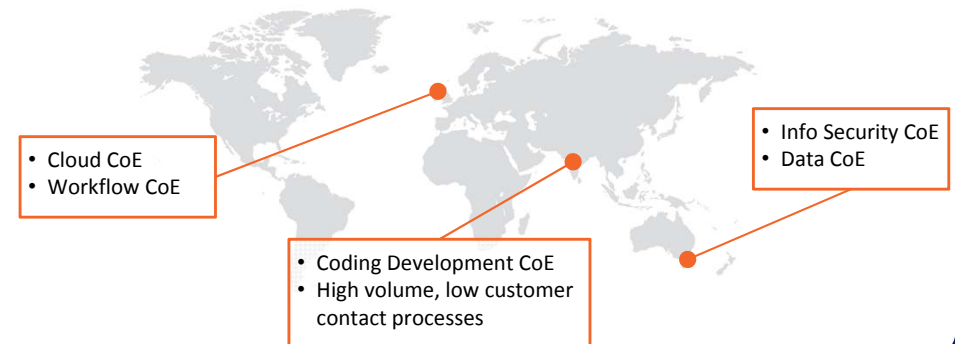 • Cloud CoE
• Workflow CoE
• Info Security CoE
• Data CoE
• Coding Development CoE
• High volume, low customer
contact processes